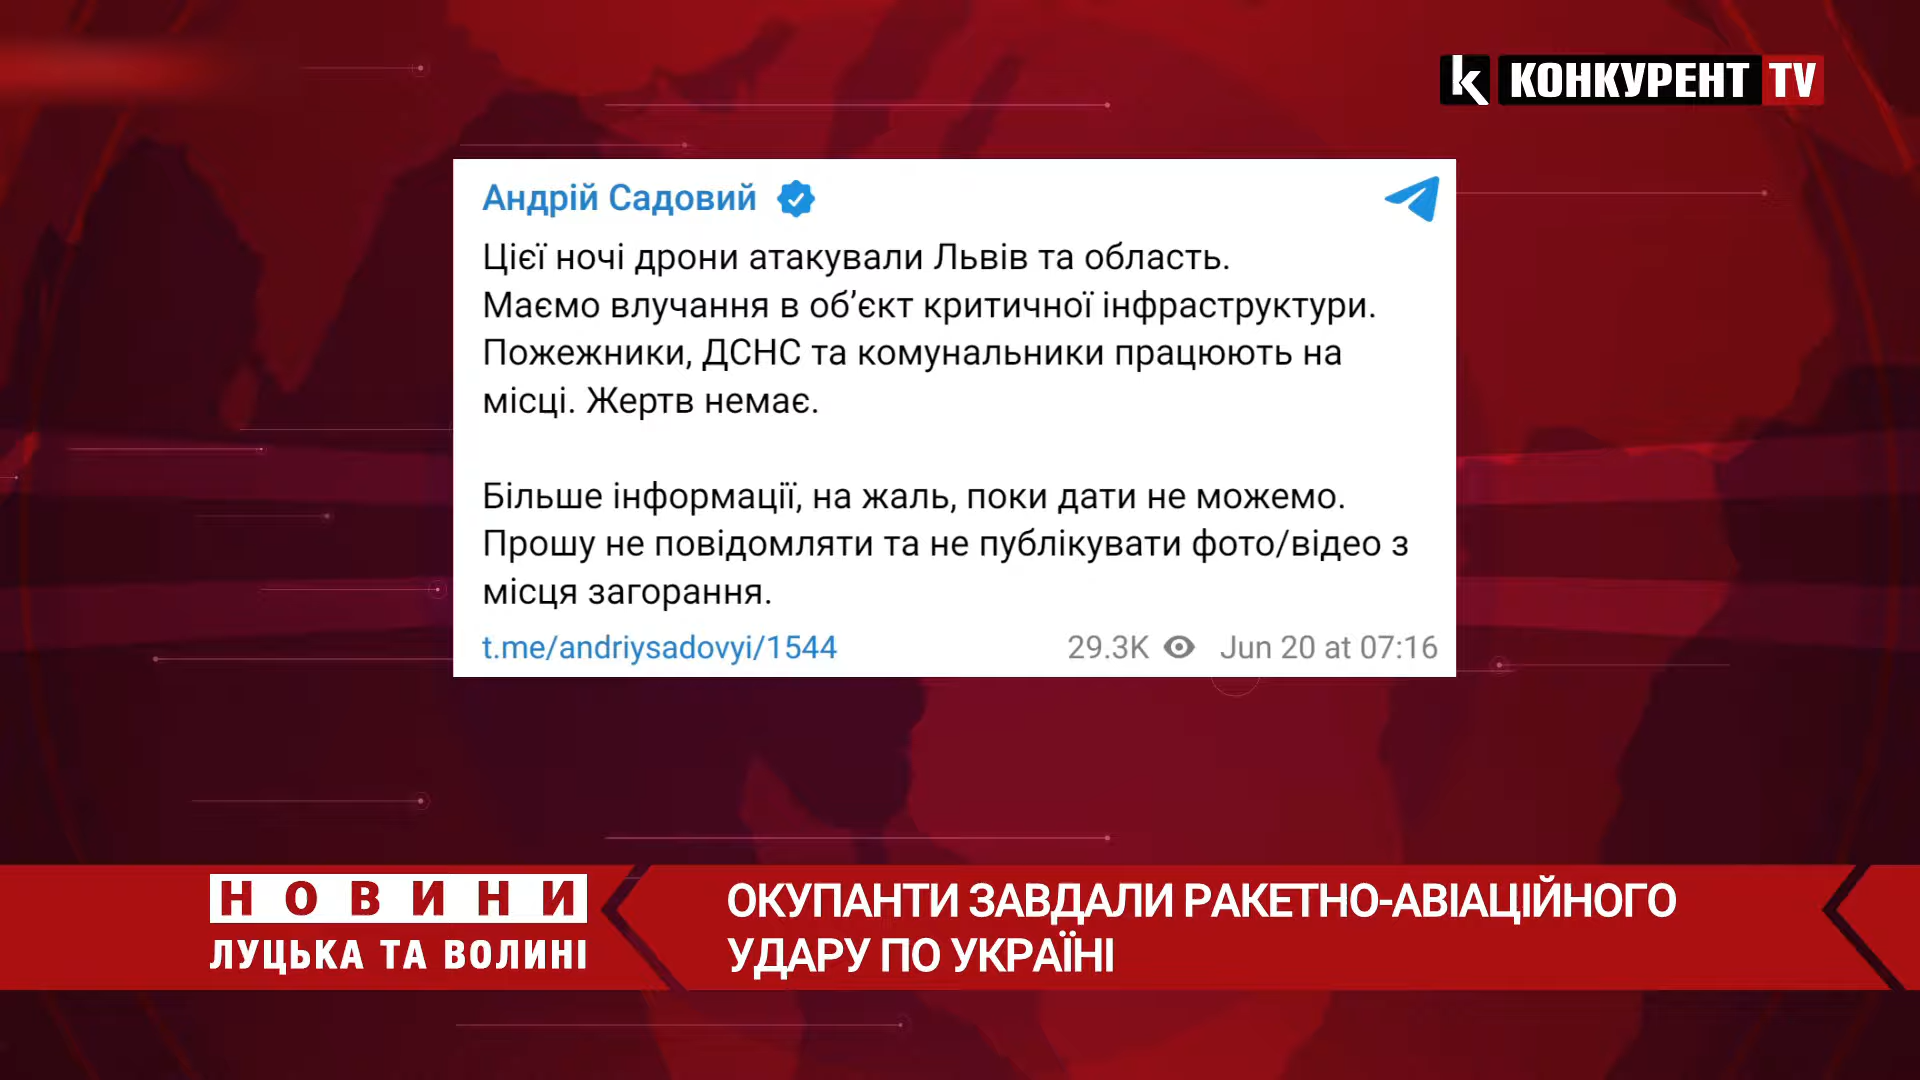 k КОНКУРЕНТ TV
Андрій Садовий
Цієї ночі дрони атакували Львів та область.
Маємо влучання в об’єкт критичної інфраструктури.
Пожежники, ДСНС та комунальники працюють на
місці. Жертв немає.
Більше інформації, на жаль, поки дати не можемо.
Прошу не повідомляти та не публікувати фото/відео з
місця загорання.
t.me/andriysadovyi/1544 29.3K Jun 20 at 07:16
НОВИНИ
ЛУЦЬКА ТА ВОЛИНІ
ОКУПАНТИ ЗАВДАЛИ РАКЕТНО-АВІАЦІЙНОГО
УДАРУ ПО УКРАЇНІ